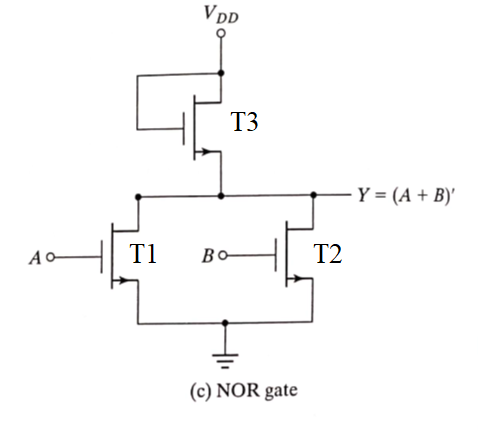 V_DD
T3
Y = (A + B)′
A
T1
B
T2
(c) NOR gate